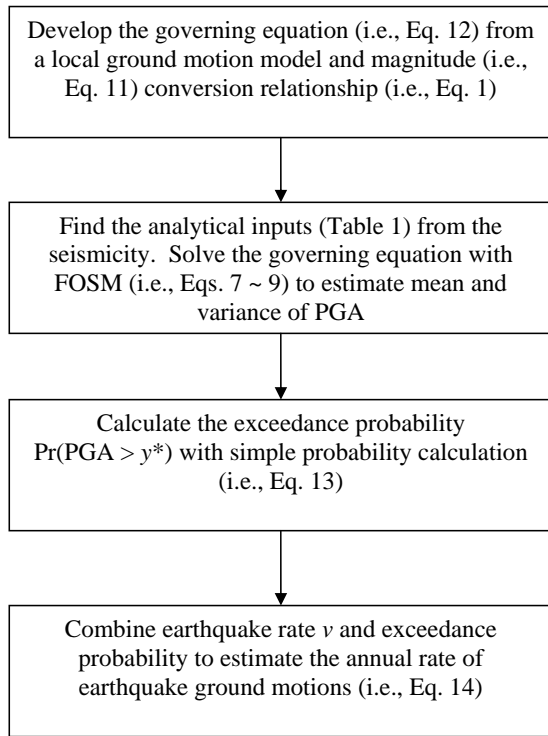 Develop the governing equation (i.e., Eq. 12) from
a local ground motion model and magnitude (i.e.,
Eq. 11) conversion relationship (i.e., Eq. 1)
Find the analytical inputs (Table 1) from the
seismicity. Solve the governing equation with
FOSM (i.e., Eqs. 7 ~ 9) to estimate mean and
variance of PGA
Calculate the exceedance probability
Pr(PGA > y*) with simple probability calculation
(i.e., Eq. 13)
Combine earthquake rate v and exceedance
probability to estimate the annual rate of
earthquake ground motions (i.e., Eq. 14)